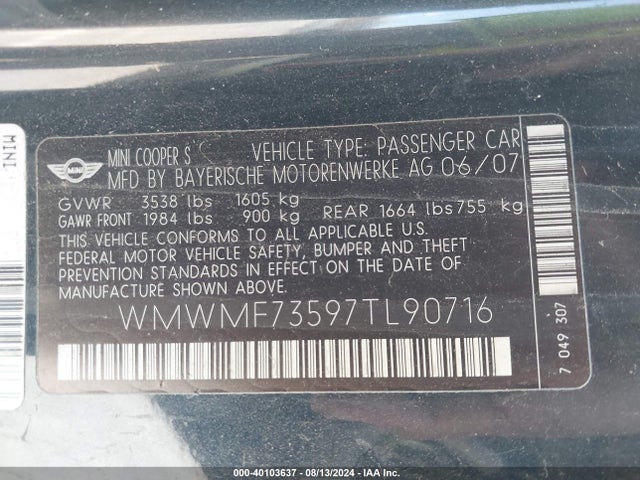 MINI
MINI
MINI COOPER S VEHICLE TYPE: PASSENGER CAR
MFD BY BAYERISCHE MOTORENWERKE AG 06/07
GVWR 3538 lbs 1605 kg
GAWR FRONT 1984 lbs 900 kg REAR 1664 lbs 755 kg
THIS VEHICLE CONFORMS TO ALL APPLICABLE U.S.
FEDERAL MOTOR VEHICLE SAFETY, BUMPER AND THEFT
PREVENTION STANDARDS IN EFFECT ON THE DATE OF
MANUFACTURE SHOWN ABOVE.
WMWMF73597TL90716
7 049 307
000-40103637 - 08/13/2024 - IAA Inc.